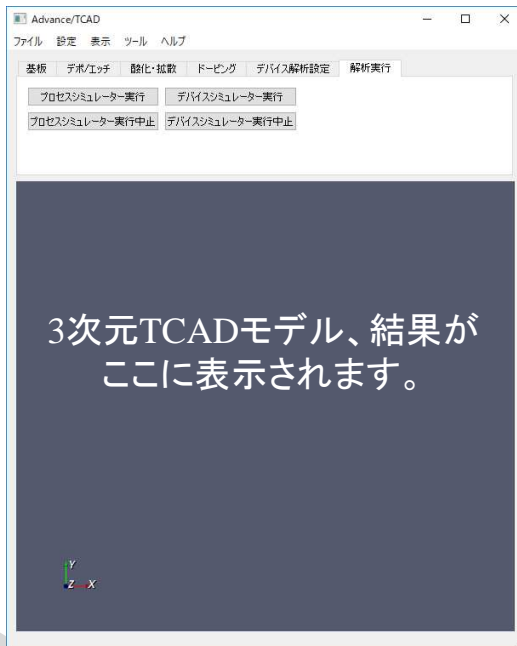 Advance/TCAD
ファイル 設定 表示 ツール ヘルプ
基板 デポ/エッチ 酸化・拡散 ドーピング デバイス解析設定 解析実行
プロセスシミュレーター実行 デバイスシミュレーター実行
プロセスシミュレーター実行中止 デバイスシミュレーター実行中止
3次元TCADモデル、結果が
ここに表示されます。
Y
Z X